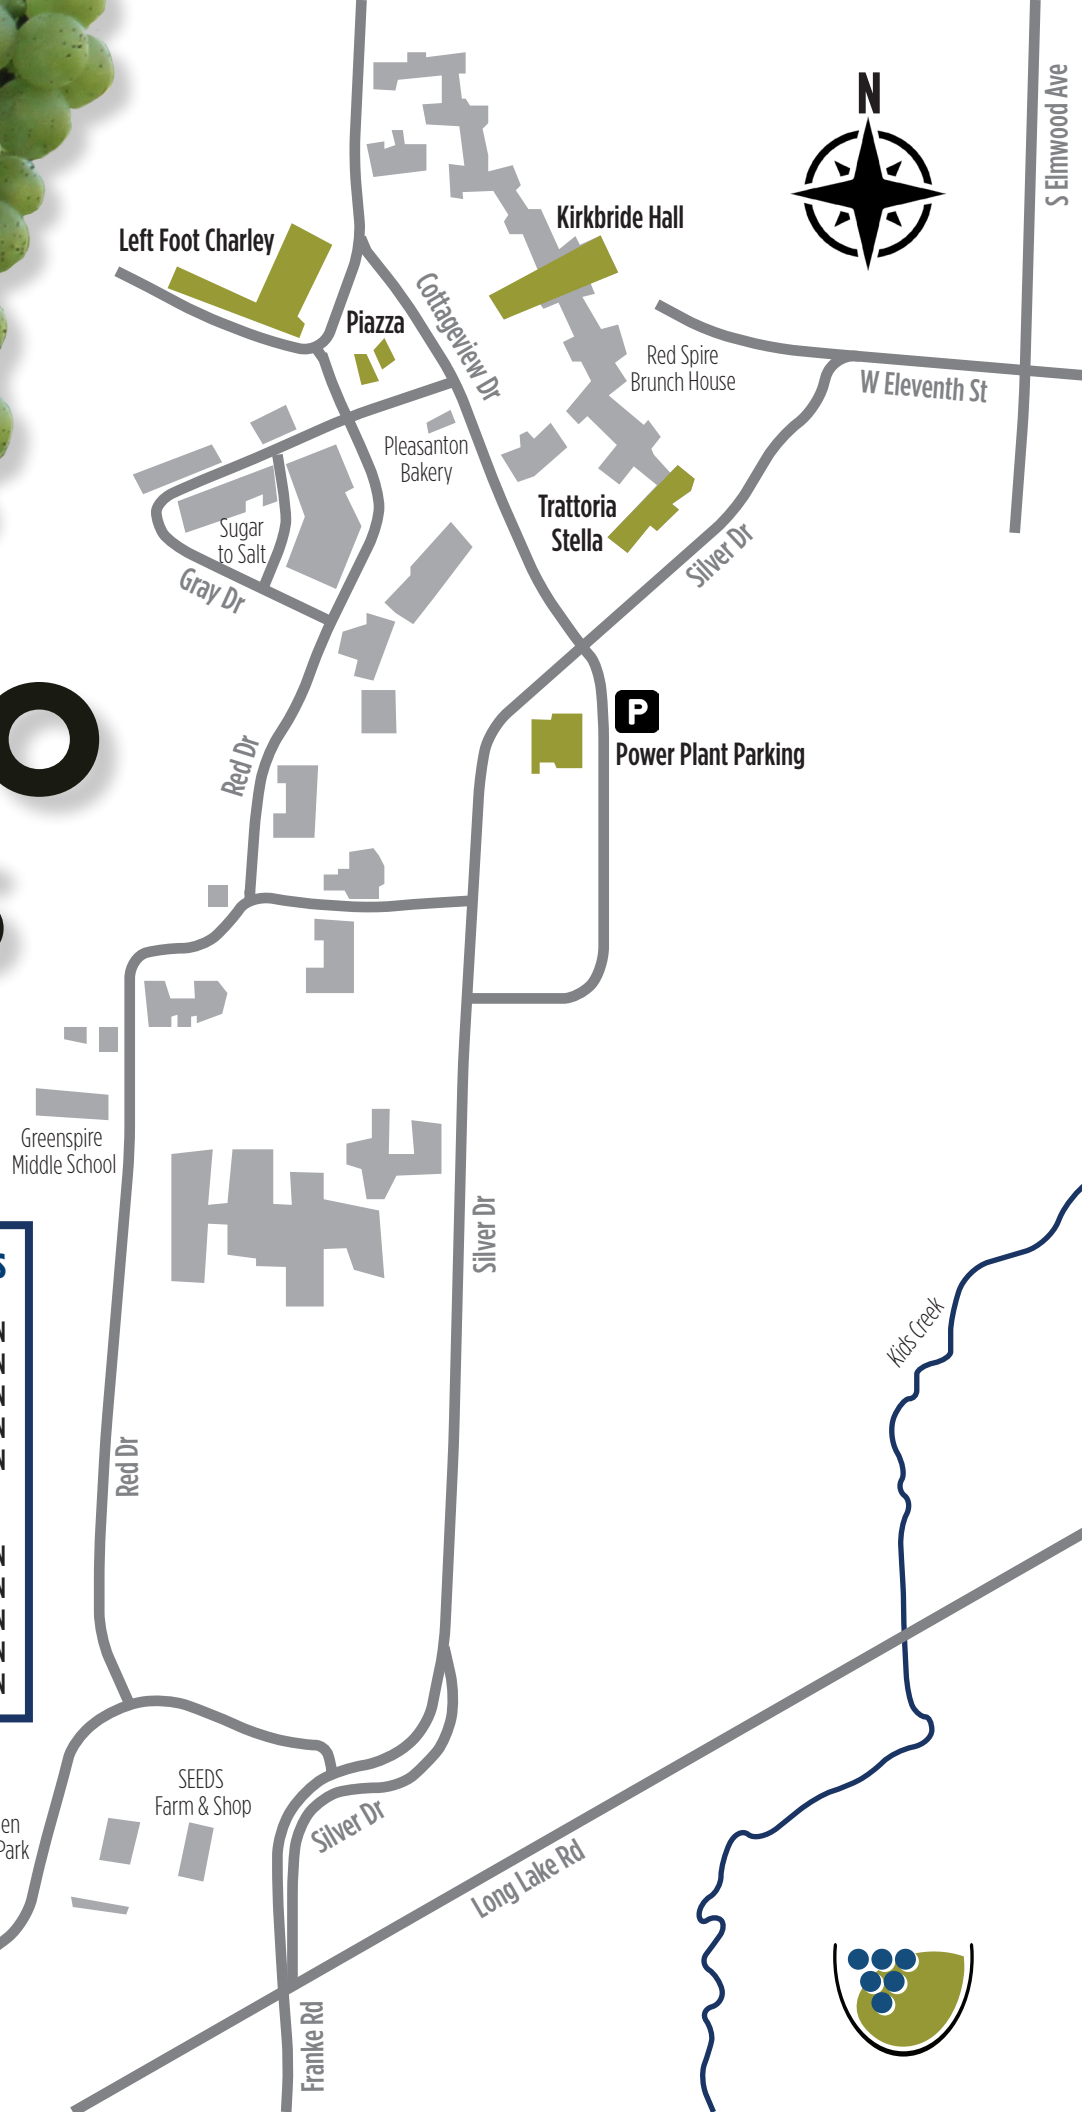 N
S Elmwood Ave
Kirkbride Hall
Left Foot Charley
Cottageview Dr
Piazza
Red Spire
Brunch House
W Eleventh St
Pleasanton
Bakery
Trattoria
Stella
Sugar
to Salt
Silver Dr
Gray Dr
P
Power Plant Parking
Red Dr
Greenspire
Middle School
Silver Dr
S
N
N
N
N
N
N
N
N
N
N
Kids Creek
Red Dr
SEEDS
Farm & Shop
Silver Dr
en
Park
Long Lake Rd
Franke Rd